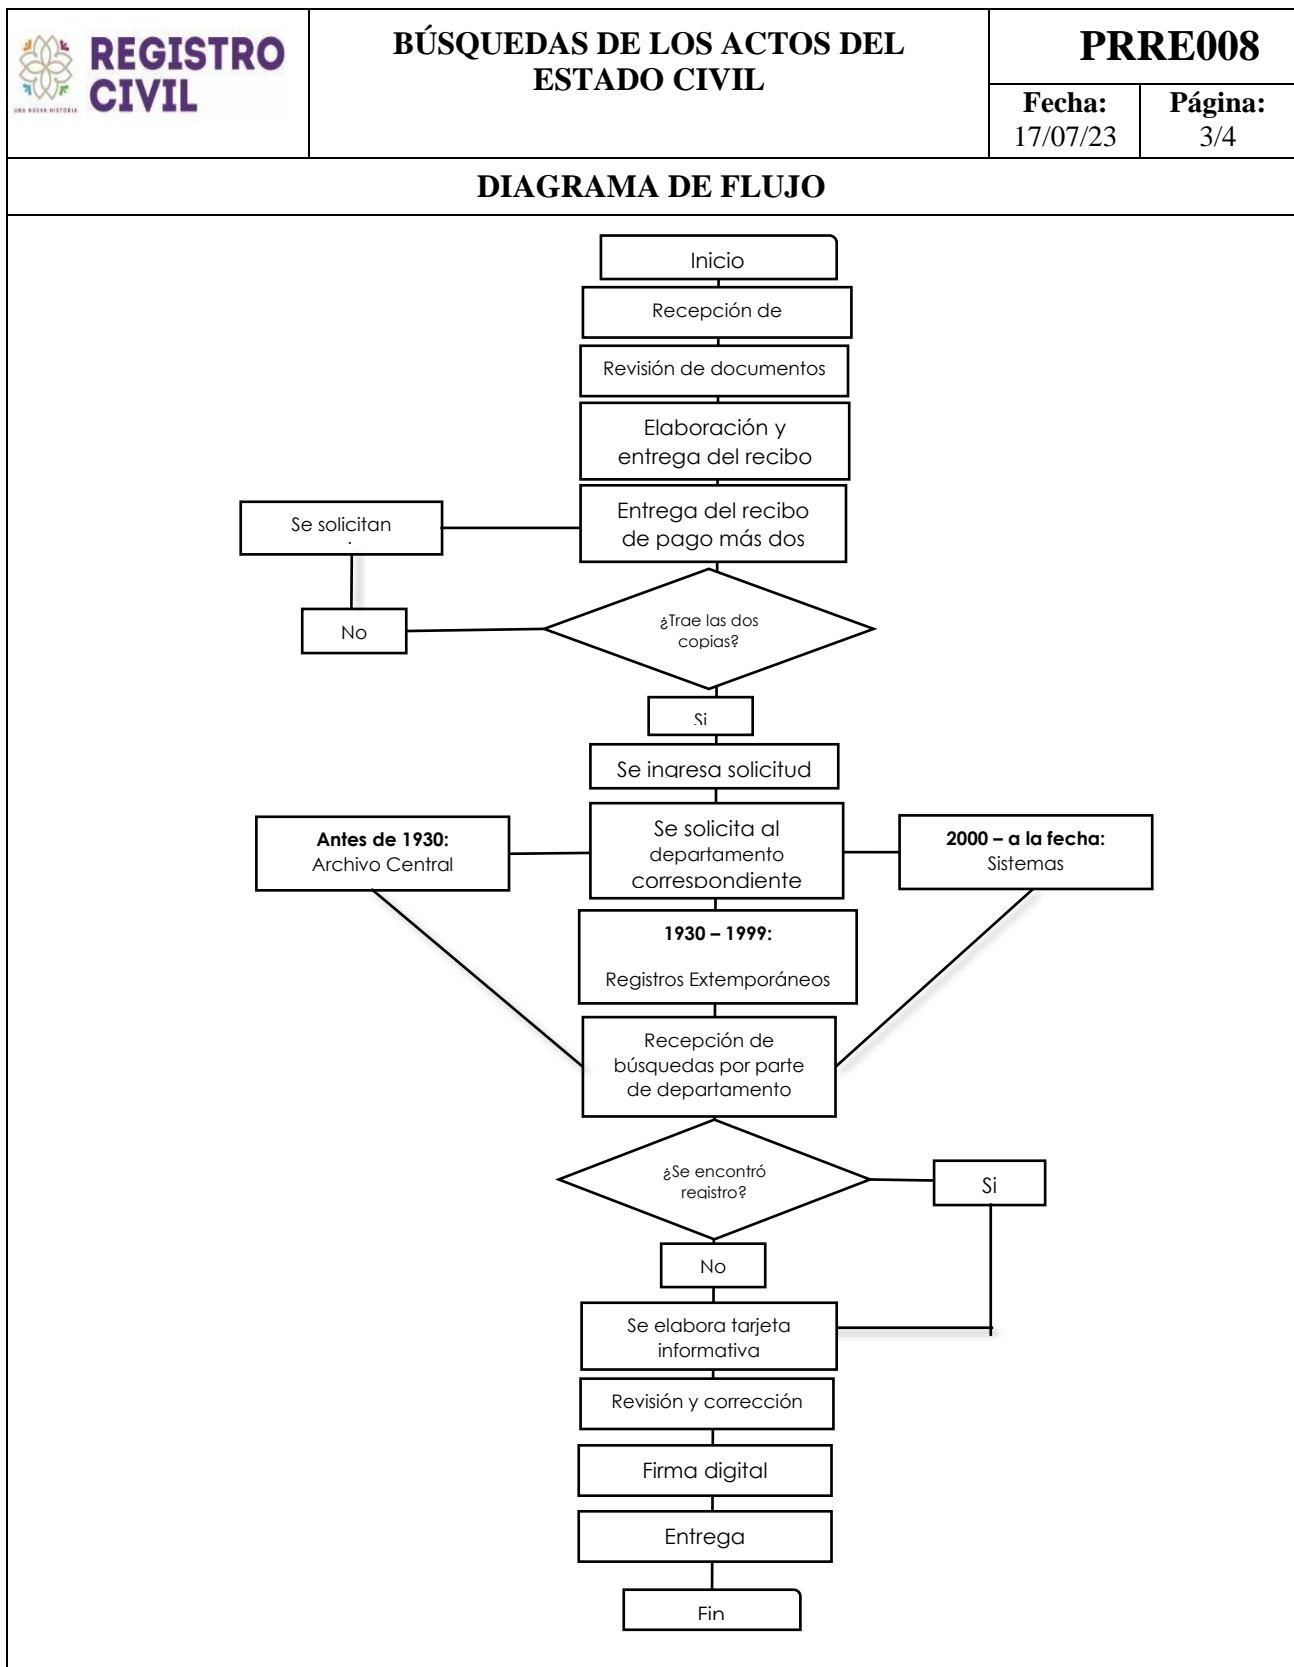 REGISTRO
CIVIL
UNA NUEVA HISTORIA
BÚSQUEDAS DE LOS ACTOS DEL
ESTADO CIVIL
PRRE008
Fecha:
17/07/23
Página:
3/4
DIAGRAMA DE FLUJO
Inicio
Recepción de
Revisión de documentos
Elaboración y
entrega del recibo
Entrega del recibo
de pago más dos
Se solicitan
¿Trae las dos
copias?
No
Si
Se ingresa solicitud
Se solicita al
departamento
correspondiente
Antes de 1930:
Archivo Central
2000 – a la fecha:
Sistemas
1930 – 1999:
Registros Extemporáneos
Recepción de
búsquedas por parte
de departamento
¿Se encontró
registro?
Si
No
Se elabora tarjeta
informativa
Revisión y corrección
Firma digital
Entrega
Fin